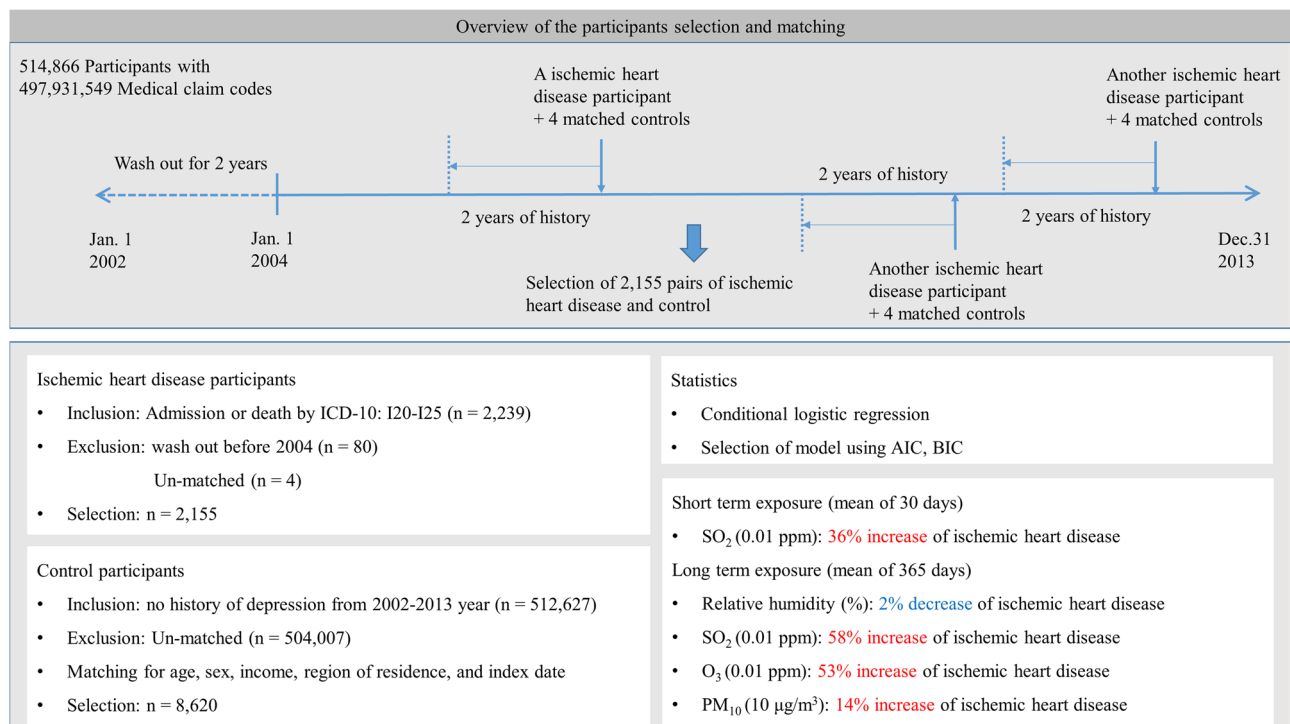 Overview of the participants selection and matching
514,866 Participants with
497,931,549 Medical claim codes
A ischemic heart
disease participant
+ 4 matched controls
Another ischemic heart
disease participant
+ 4 matched controls
Wash out for 2 years
2 years of history
2 years of history
2 years of history
Jan. 1
2002
Jan. 1
2004
Dec.31
2013
Selection of 2,155 pairs of ischemic
heart disease and control
Another ischemic heart
disease participant
+ 4 matched controls
Ischemic heart disease participants
• Inclusion: Admission or death by ICD-10: I20-I25 (n = 2,239)
• Exclusion: wash out before 2004 (n = 80)
Un-matched (n = 4)
• Selection: n = 2,155
Control participants
• Inclusion: no history of depression from 2002-2013 year (n = 512,627)
• Exclusion: Un-matched (n = 504,007)
• Matching for age, sex, income, region of residence, and index date
• Selection: n = 8,620
Statistics
• Conditional logistic regression
• Selection of model using AIC, BIC
Short term exposure (mean of 30 days)
• SO₂ (0.01 ppm): 36% increase of ischemic heart disease
Long term exposure (mean of 365 days)
• Relative humidity (%): 2% decrease of ischemic heart disease
• SO₂ (0.01 ppm): 58% increase of ischemic heart disease
• O₃ (0.01 ppm): 53% increase of ischemic heart disease
• PM₁₀ (10 μg/m³): 14% increase of ischemic heart disease